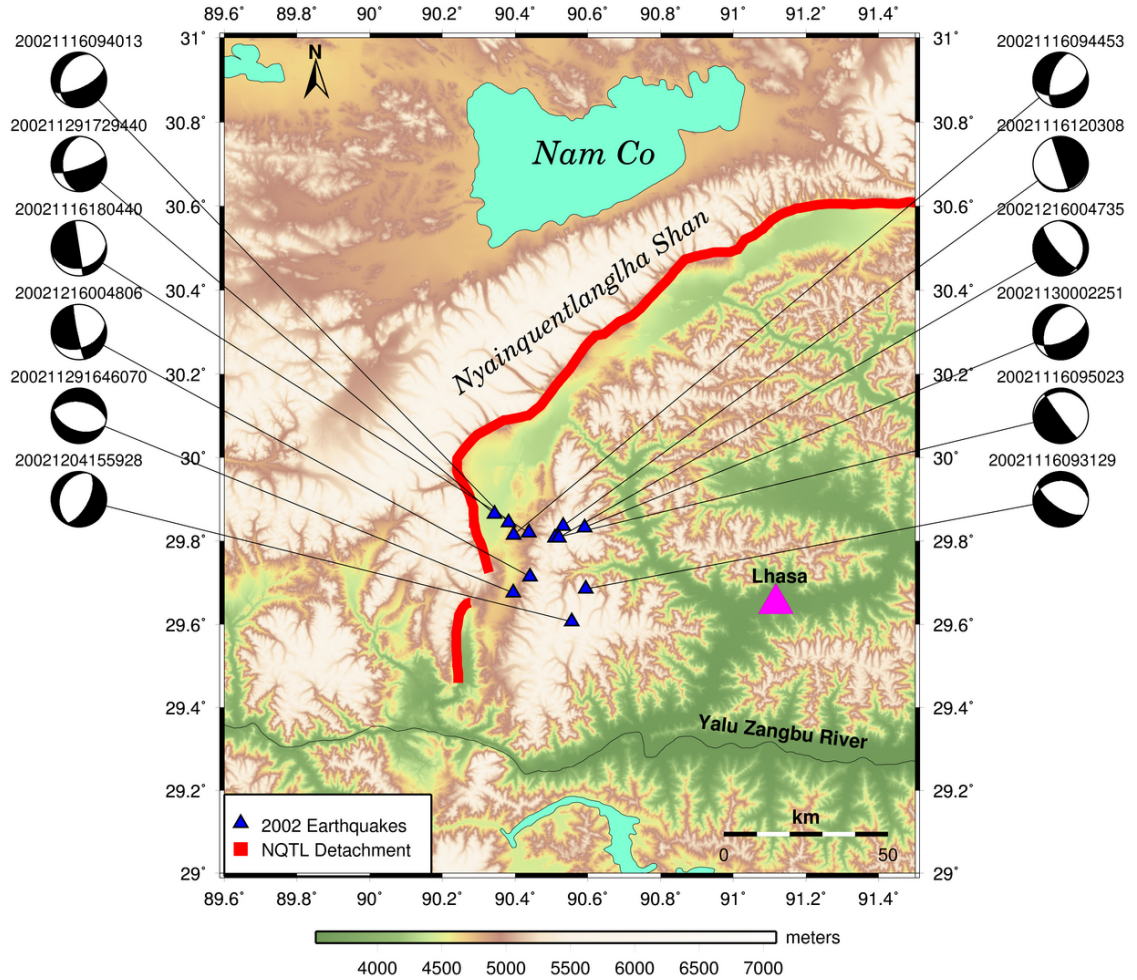 89.6˚ 89.8˚ 90˚ 90.2˚ 90.4˚ 90.6˚ 90.8˚ 91˚ 91.2˚ 91.4˚
20021116094013
200211291729440
20021116180440
20021216004806
200211291646070
20021204155928
31˚
30.8˚
30.6˚
30.4˚
30.2˚
30˚
29.8˚
29.6˚
29.4˚
29.2˚
29˚
N
Nam Co
Nyainquentlanglha Shan
Lhasa
Yalu Zangbu River
km
0 50
2002 Earthquakes
NQTL Detachment
31˚
30.8˚
30.6˚
30.4˚
30.2˚
30˚
29.8˚
29.6˚
29.4˚
29.2˚
29˚
20021116094453
20021116120308
20021216004735
20021130002251
20021116095023
20021116093129
89.6˚ 89.8˚ 90˚ 90.2˚ 90.4˚ 90.6˚ 90.8˚ 91˚ 91.2˚ 91.4˚
meters
4000 4500 5000 5500 6000 6500 7000